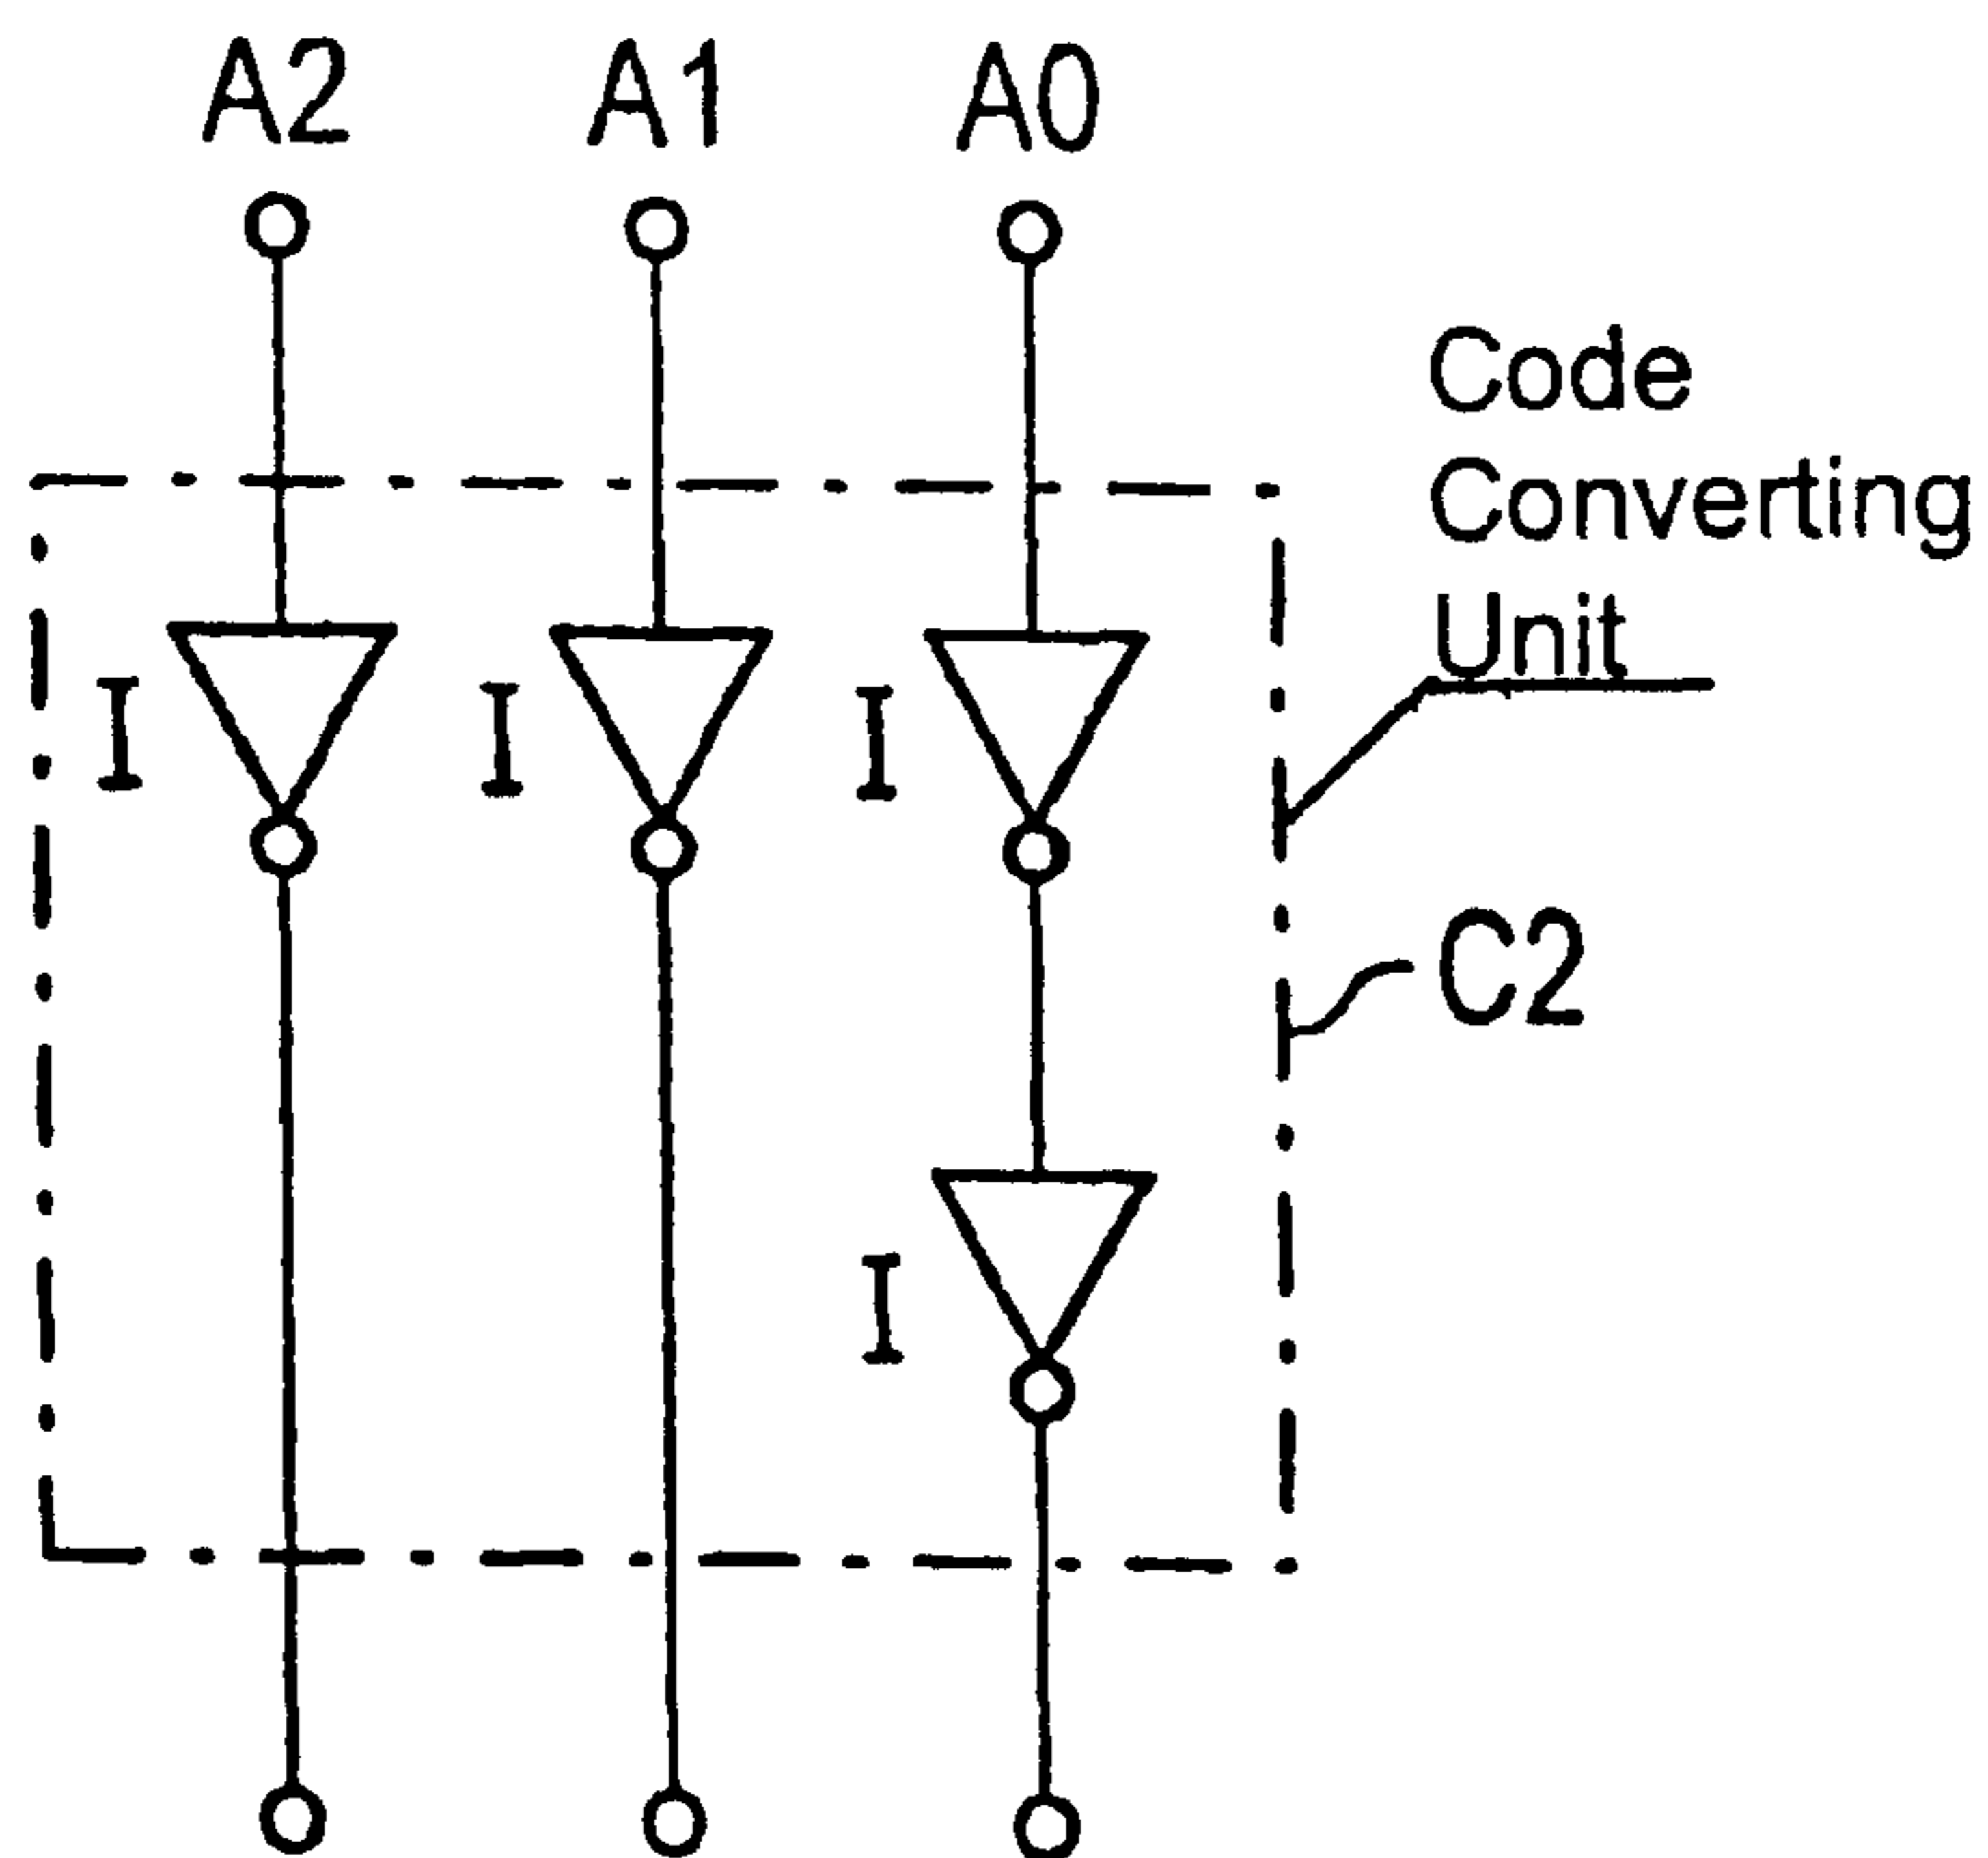 A2 A1 A0
Code
Converting
Unit
I I I
C2
I